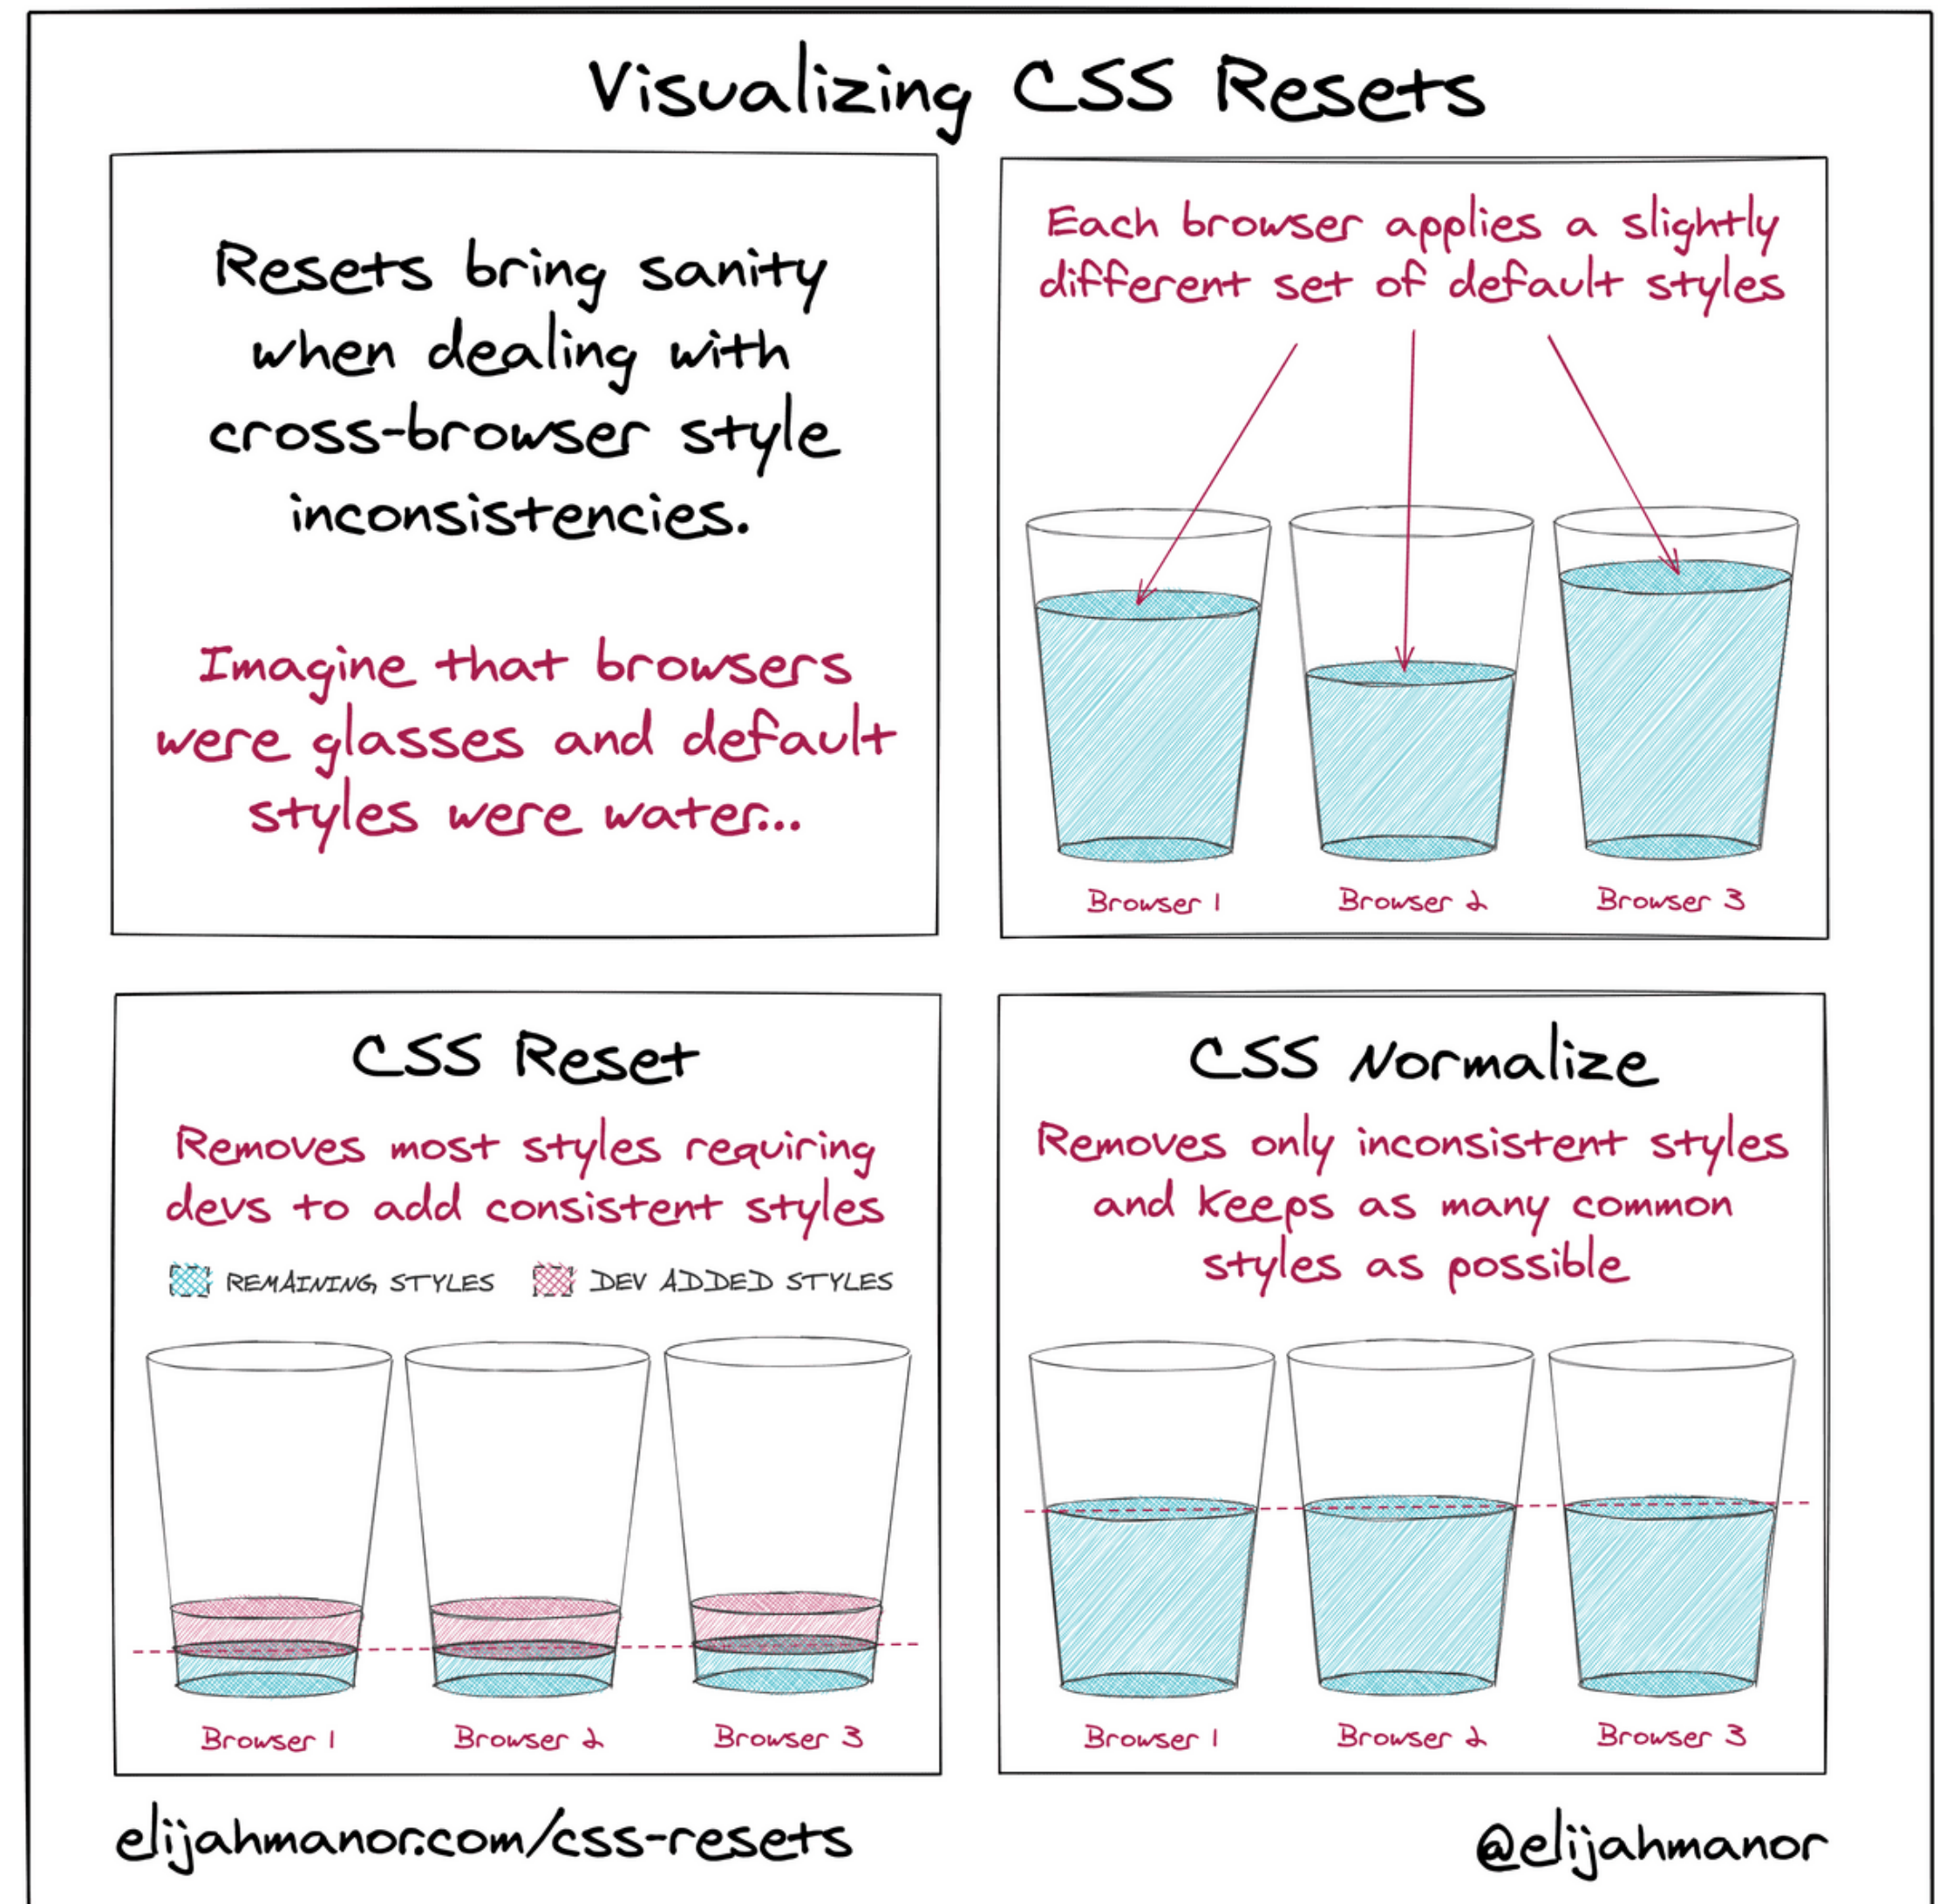 Visualizing CSS Resets
Resets bring sanity
when dealing with
cross-browser style
inconsistencies.
Imagine that browsers
were glasses and default
styles were water...
Each browser applies a slightly
different set of default styles
Browser 1
Browser 2
Browser 3
CSS Reset
Removes most styles requiring
devs to add consistent styles
REMAINING STYLES
DEV ADDED STYLES
Browser 1
Browser 2
Browser 3
CSS Normalize
Removes only inconsistent styles
and keeps as many common
styles as possible
Browser 1
Browser 2
Browser 3
elijahmanor.com/css-resets
@elijahmanor